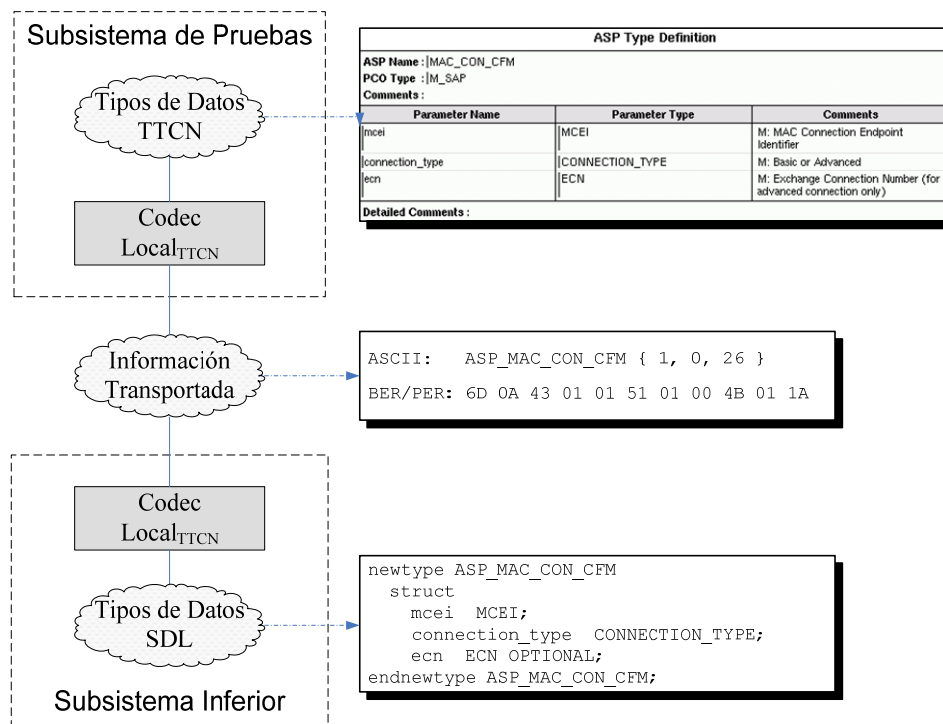 Subsistema de Pruebas
Tipos de Datos
TTCN
Codec
Local TTCN
ASP Type Definition
ASP Name : MAC_CON_CFM
PCO Type : M_SAP
Comments :
Parameter Name Parameter Type Comments
mcei MCEI M: MAC Connection Endpoint
Identifier
connection_type CONNECTION_TYPE M: Basic or Advanced
ecn ECN M: Exchange Connection Number (for
advanced connection only)
Detailed Comments :
Información
Transportada
ASCII: ASP_MAC_CON_CFM { 1, 0, 26 }
BER/PER: 6D 0A 43 01 01 51 01 00 4B 01 1A
Codec
Local TTCN
Tipos de Datos
SDL
Subsistema Inferior
newtype ASP_MAC_CON_CFM
struct
mcei MCEI;
connection_type CONNECTION_TYPE;
ecn ECN OPTIONAL;
endnewtype ASP_MAC_CON_CFM;